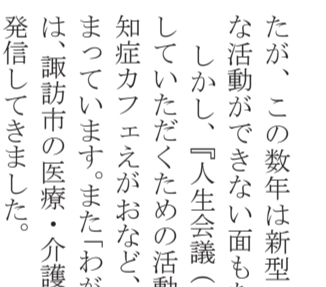 たが、この数年は新型
な活動ができない面も
しかし、『人生会議（
していただくための活動
知症カフェえがおなど、
まっています。また「わが
は、諏訪市の医療・介護
発信してきました。